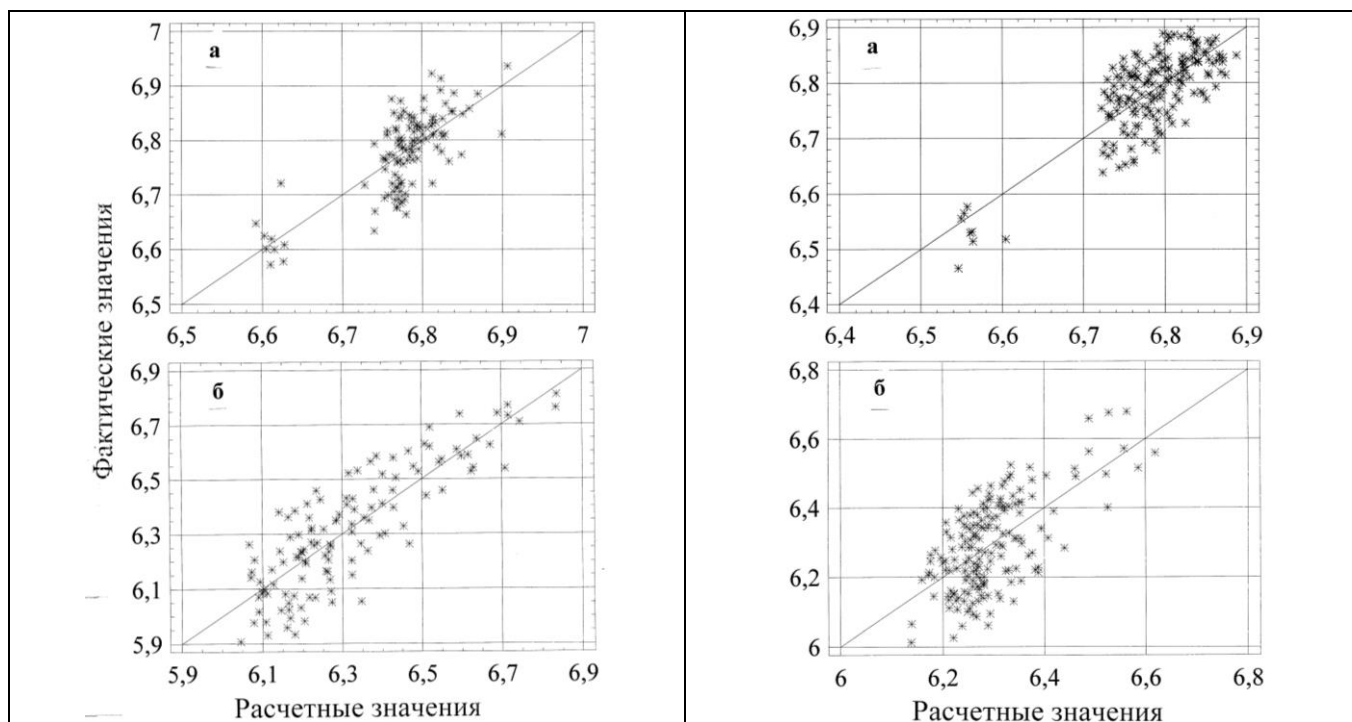 Фактические значения
а
7
6,9
6,8
6,7
6,6
6,5
6,5 6,6 6,7 6,8 6,9 7
б
6,9
6,7
6,5
6,3
6,1
5,9
5,9 6,1 6,3 6,5 6,7 6,9
Расчетные значения
а
6,9
6,8
6,7
6,6
6,5
6,4
6,4 6,5 6,6 6,7 6,8 6,9
б
6,8
6,6
6,4
6,2
6
6 6,2 6,4 6,6 6,8
Расчетные значения